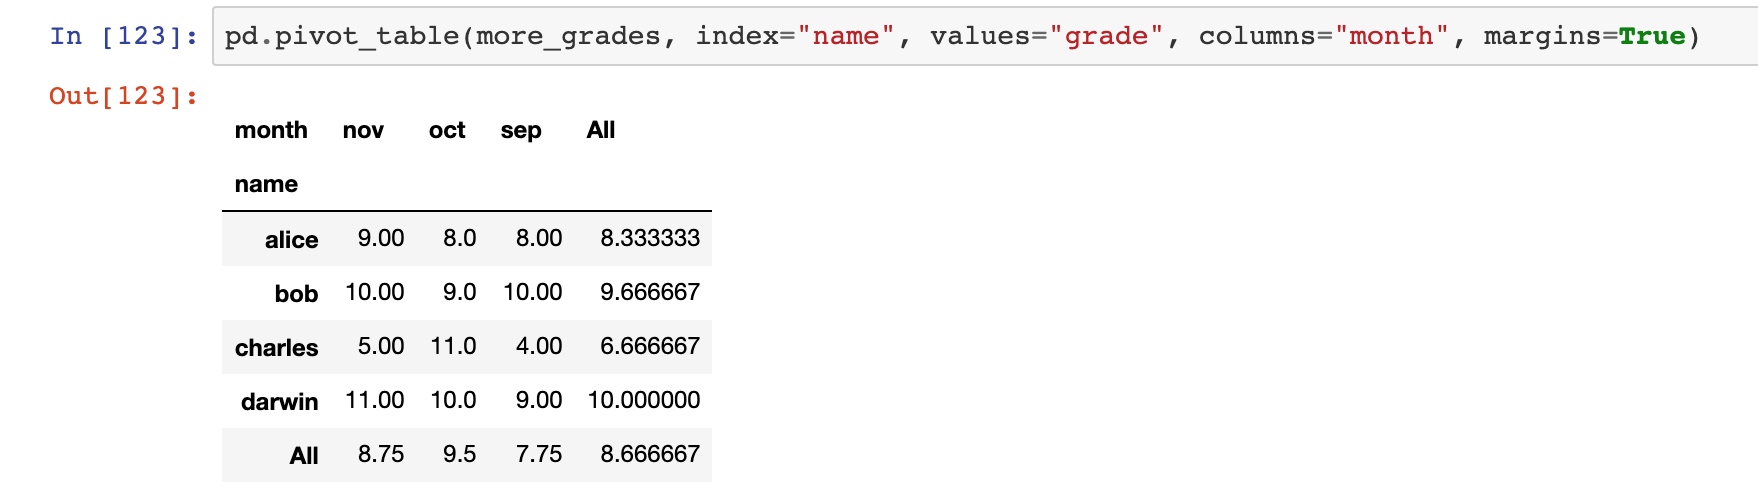 In [123]: pd.pivot_table(more_grades, index="name", values="grade", columns="month", margins=True)
Out[123]:
month nov oct sep All
name
alice 9.00 8.0 8.00 8.333333
bob 10.00 9.0 10.00 9.666667
charles 5.00 11.0 4.00 6.666667
darwin 11.00 10.0 9.00 10.000000
All 8.75 9.5 7.75 8.666667